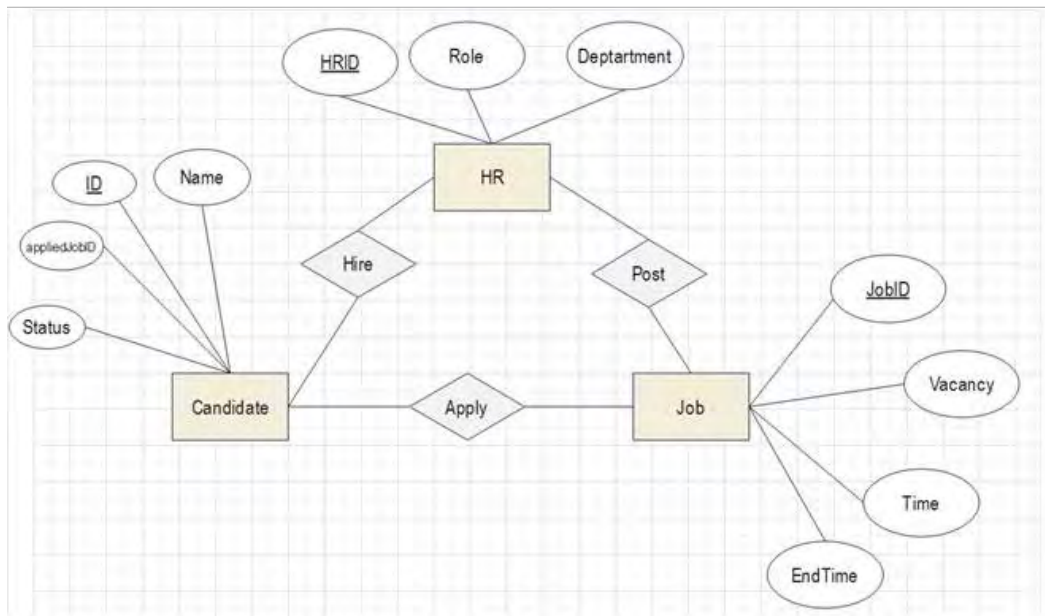 HRID
Role
Deptartment
HR
ID
Name
appliedJobID
Status
Hire
Post
JobID
Vacancy
Candidate
Apply
Job
Time
EndTime